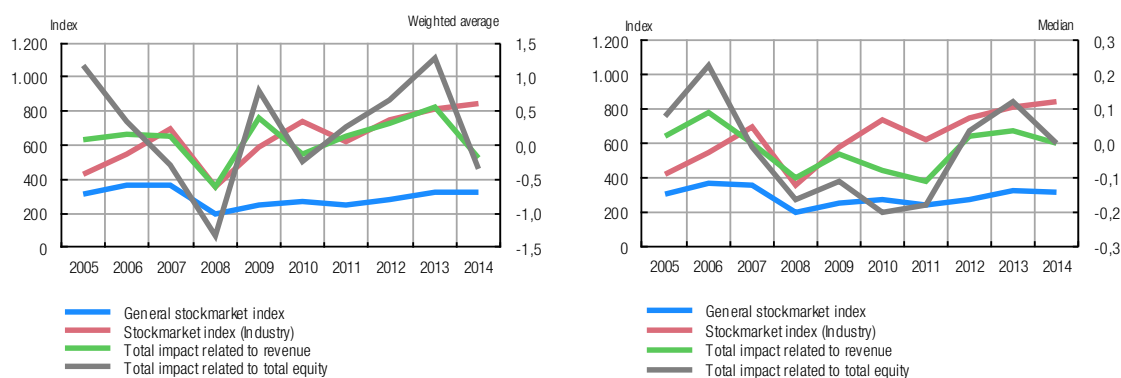 Index
Weighted average
1.200
1.000
800
600
400
200
0
1,5
1,0
0,5
0,0
-0,5
-1,0
-1,5
2005 2006 2007 2008 2009 2010 2011 2012 2013 2014
General stockmarket index
Stockmarket index (Industry)
Total impact related to revenue
Total impact related to total equity
Index
Median
1.200
1.000
800
600
400
200
0
0,3
0,2
0,1
0,0
-0,1
-0,2
-0,3
2005 2006 2007 2008 2009 2010 2011 2012 2013 2014
General stockmarket index
Stockmarket index (Industry)
Total impact related to revenue
Total impact related to total equity